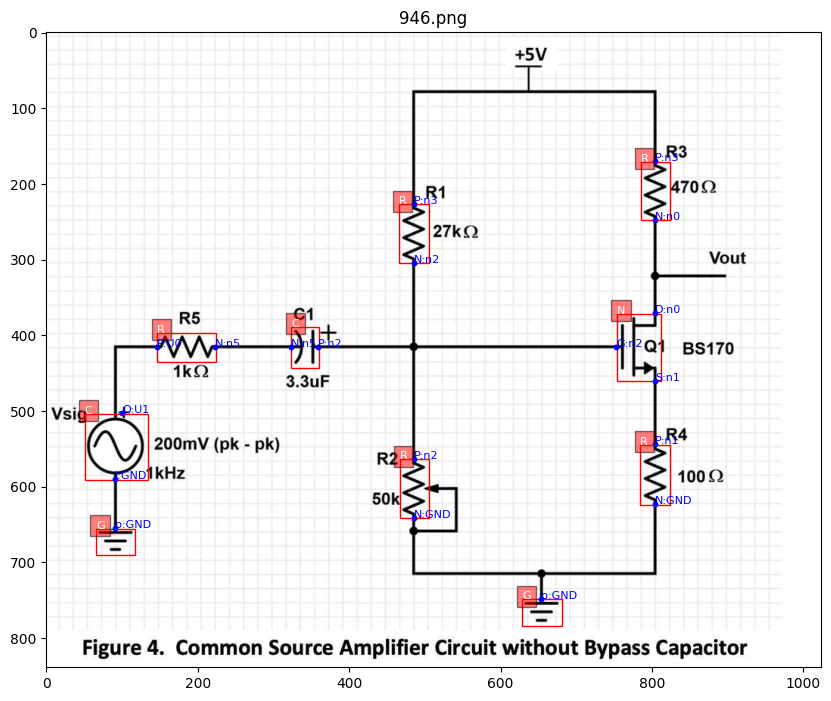 946.png
0
100
200
300
400
500
600
700
800
0
200
400
600
800
1000
+5V
R
R3
P:n3
470Ω
N:n0
R
R1
P:n3
27kΩ
N:n2
Vout
R
R5
P:U0
N:n5
1kΩ
C
C1
+
N:n5
P:n2
3.3uF
N
D:n0
G:n2
Q1
BS170
S:n1
Vsig
C
O:U1
200mV (pk - pk)
1kHz
I:GND
G
p:GND
R
R2
P:n2
50k
N:GND
R
R4
P:n1
100Ω
N:GND
G
p:GND
Figure 4. Common Source Amplifier Circuit without Bypass Capacitor